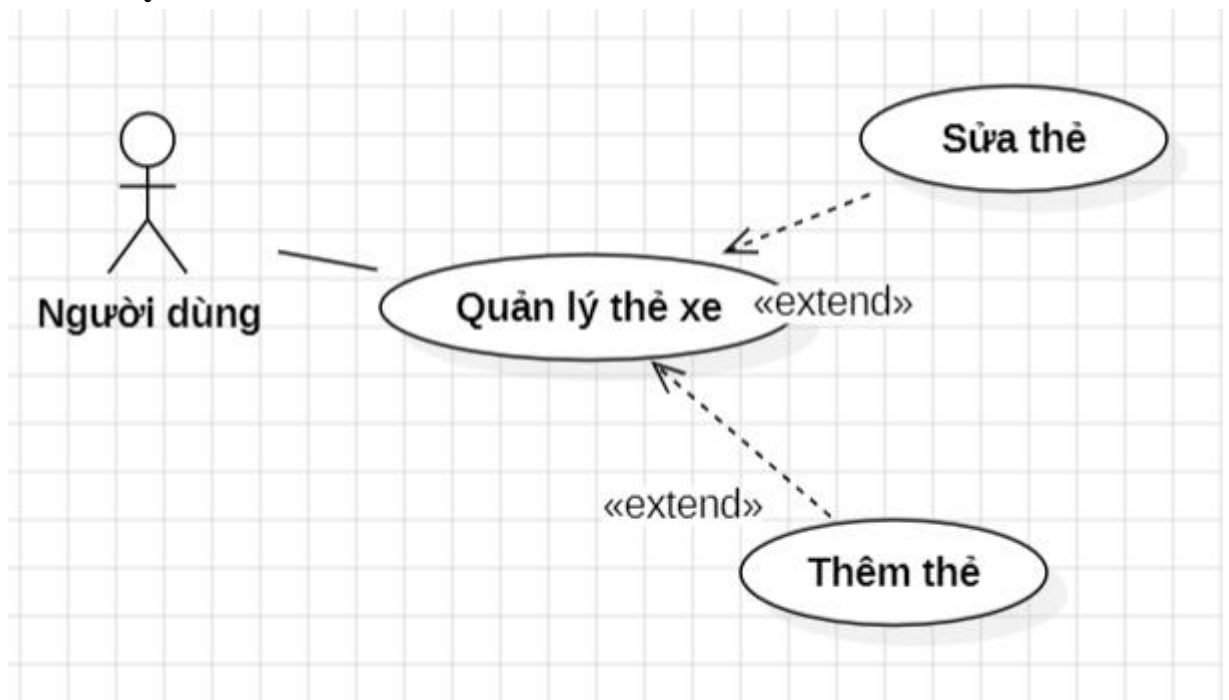 Sửa thẻ
Người dùng
Quản lý thẻ xe
«extend»
«extend»
Thêm thẻ